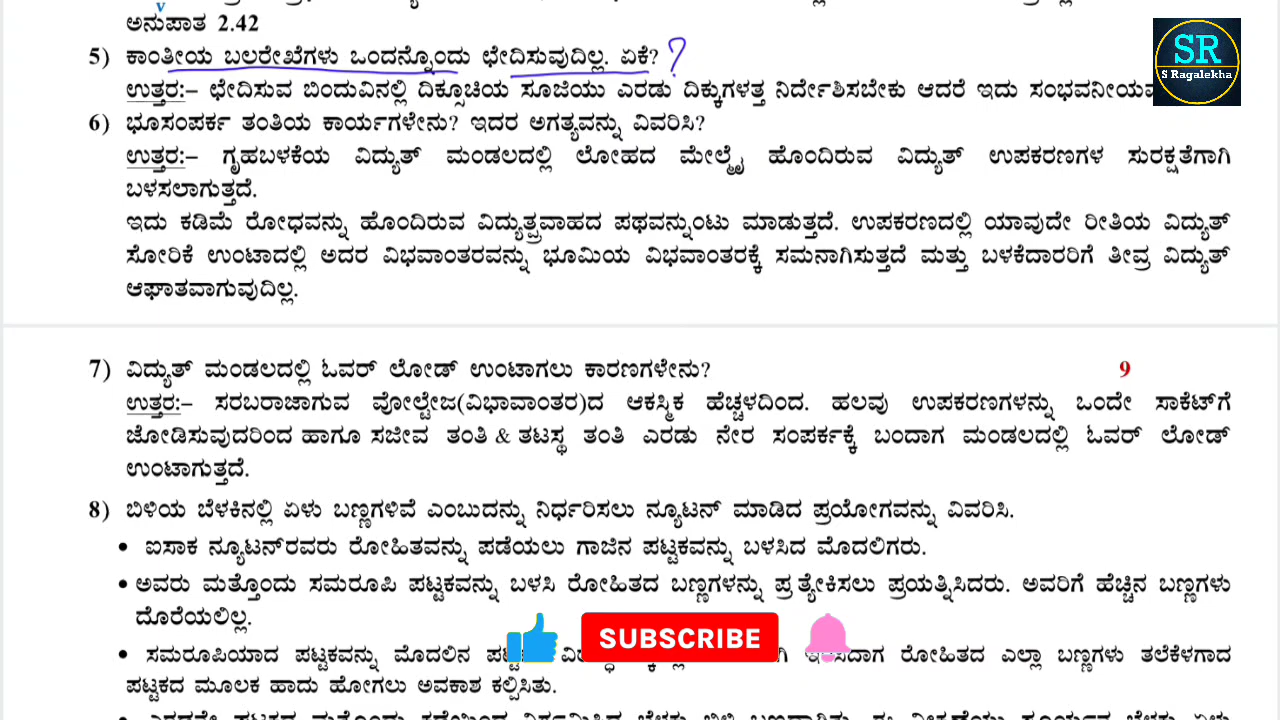 v
ಅನುಪಾತ 2.42
5) ಕಾಂತೀಯ ಬಲರೇಖೆಗಳು ಒಂದನ್ನೊಂದು ಛೇದಿಸುವುದಿಲ್ಲ. ಏಕೆ? ?
SR
S Ragalekha
ಉತ್ತರ:– ಛೇದಿಸುವ ಬಿಂದುವಿನಲ್ಲಿ ದಿಕ್ಸೂಚಿಯ ಸೂಜಿಯು ಎರಡು ದಿಕ್ಕುಗಳತ್ತ ನಿರ್ದೇಶಿಸಬೇಕು ಆದರೆ ಇದು
6) ಭೂಸಂಪರ್ಕ ತಂತಿಯ ಕಾರ್ಯಗಳೇನು? ಇದರ ಅಗತ್ಯವನ್ನು ವಿವರಿಸಿ?
ಉತ್ತರ:– ಗೃಹಬಳಕೆಯ ವಿದ್ಯುತ್ ಮಂಡಲದಲ್ಲಿ ಲೋಹದ ಮೇಲ್ಮೈ ಹೊಂದಿರುವ ವಿದ್ಯುತ್ ಉಪಕರಣಗಳ ಸುರಕ್ಷತೆಗಾಗಿ
ಬಳಸಲಾಗುತ್ತದೆ.
ಇದು ಕಡಿಮೆ ರೋಧವನ್ನು ಹೊಂದಿರುವ ವಿದ್ಯುತ್ಪ್ರವಾಹದ ಪಥವನ್ನುಂಟು ಮಾಡುತ್ತದೆ. ಉಪಕರಣದಲ್ಲಿ ಯಾವುದೇ ರೀತಿಯ ವಿದ್ಯುತ್
ಸೋರಿಕೆ ಉಂಟಾದಲ್ಲಿ ಅದರ ವಿಭವಾಂತರವನ್ನು ಭೂಮಿಯ ವಿಭವಾಂತರಕ್ಕೆ ಸಮನಾಗಿಸುತ್ತದೆ ಮತ್ತು ಬಳಕೆದಾರರಿಗೆ ತೀವ್ರ ವಿದ್ಯುತ್
ಆಘಾತವಾಗುವುದಿಲ್ಲ.
7) ವಿದ್ಯುತ್ ಮಂಡಲದಲ್ಲಿ ಓವರ್ ಲೋಡ್ ಉಂಟಾಗಲು ಕಾರಣಗಳೇನು? 9
ಉತ್ತರ:– ಸರಬರಾಜಾಗುವ ವೋಲ್ಟೇಜ(ವಿಭಾವಾಂತರ)ದ ಆಕಸ್ಮಿಕ ಹೆಚ್ಚಳದಿಂದ. ಹಲವು ಉಪಕರಣಗಳನ್ನು ಒಂದೇ ಸಾಕೆಟ್‌ಗೆ
ಜೋಡಿಸುವುದರಿಂದ ಹಾಗೂ ಸಜೀವ ತಂತಿ & ತಟಸ್ಥ ತಂತಿ ಎರಡು ನೇರ ಸಂಪರ್ಕಕ್ಕೆ ಬಂದಾಗ ಮಂಡಲದಲ್ಲಿ ಓವರ್ ಲೋಡ್
ಉಂಟಾಗುತ್ತದೆ.
8) ಬಿಳಿಯ ಬೆಳಕಿನಲ್ಲಿ ಏಳು ಬಣ್ಣಗಳಿವೆ ಎಂಬುದನ್ನು ನಿರ್ಧರಿಸಲು ನ್ಯೂಟನ್ ಮಾಡಿದ ಪ್ರಯೋಗವನ್ನು ವಿವರಿಸಿ.
• ಐಸಾಕ ನ್ಯೂಟನ್‌ರವರು ರೋಹಿತವನ್ನು ಪಡೆಯಲು ಗಾಜಿನ ಪಟ್ಟಕವನ್ನು ಬಳಸಿದ ಮೊದಲಿಗರು.
• ಅವರು ಮತ್ತೊಂದು ಸಮರೂಪಿ ಪಟ್ಟಕವನ್ನು ಬಳಸಿ ರೋಹಿತದ ಬಣ್ಣಗಳನ್ನು ಪ್ರತ್ಯೇಕಿಸಲು ಪ್ರಯತ್ನಿಸಿದರು. ಅವರಿಗೆ ಹೆಚ್ಚಿನ ಬಣ್ಣಗಳು
ದೊರೆಯಲಿಲ್ಲ.
SUBSCRIBE
• ಸಮರೂಪಿಯಾದ ಪಟ್ಟಕವನ್ನು ಮೊದಲಿನ ರೋಹಿತದ ಎಲ್ಲಾ ಬಣ್ಣಗಳು ತಲೆಕೆಳಗಾದ
ಪಟ್ಟಕದ ಮೂಲಕ ಹಾದು ಹೋಗಲು ಅವಕಾಶ ಕಲ್ಪಿಸಿತು.